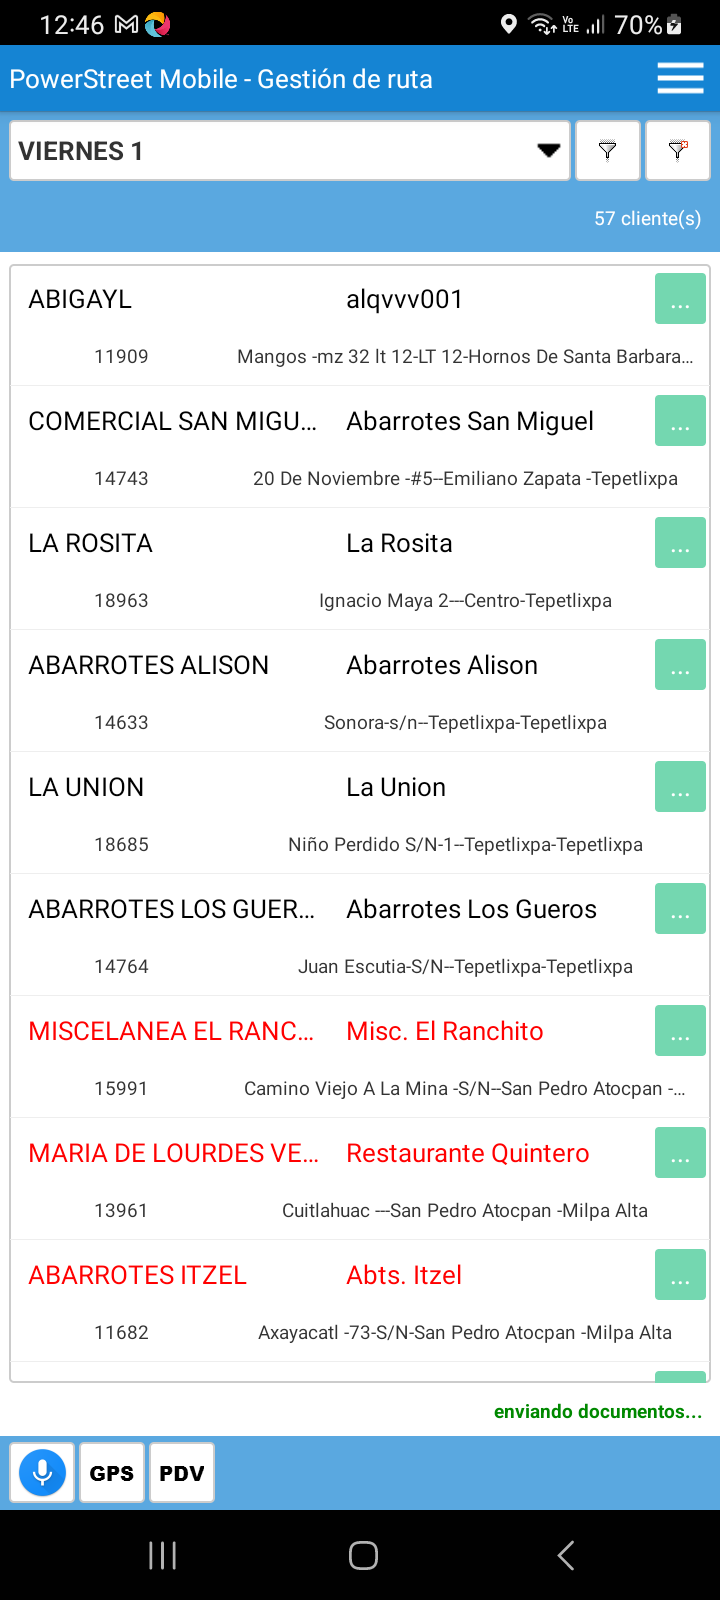 12:46 Vo LTE 70%
PowerStreet Mobile - Gestión de ruta
VIERNES 1
57 cliente(s)
ABIGAYL alqvvv001 ...
11909 Mangos -mz 32 lt 12-LT 12-Hornos De Santa Barbara...
COMERCIAL SAN MIGU... Abarrotes San Miguel ...
14743 20 De Noviembre -#5--Emiliano Zapata -Tepetlixpa
LA ROSITA La Rosita ...
18963 Ignacio Maya 2---Centro-Tepetlixpa
ABARROTES ALISON Abarrotes Alison ...
14633 Sonora-s/n--Tepetlixpa-Tepetlixpa
LA UNION La Union ...
18685 Niño Perdido S/N-1--Tepetlixpa-Tepetlixpa
ABARROTES LOS GUER... Abarrotes Los Gueros ...
14764 Juan Escutia-S/N--Tepetlixpa-Tepetlixpa
MISCELANEA EL RANC... Misc. El Ranchito ...
15991 Camino Viejo A La Mina -S/N--San Pedro Atocpan -...
MARIA DE LOURDES VE... Restaurante Quintero ...
13961 Cuitlahuac ---San Pedro Atocpan -Milpa Alta
ABARROTES ITZEL Abts. Itzel ...
11682 Axayacatl -73-S/N-San Pedro Atocpan -Milpa Alta
enviando documentos...
GPS PDV